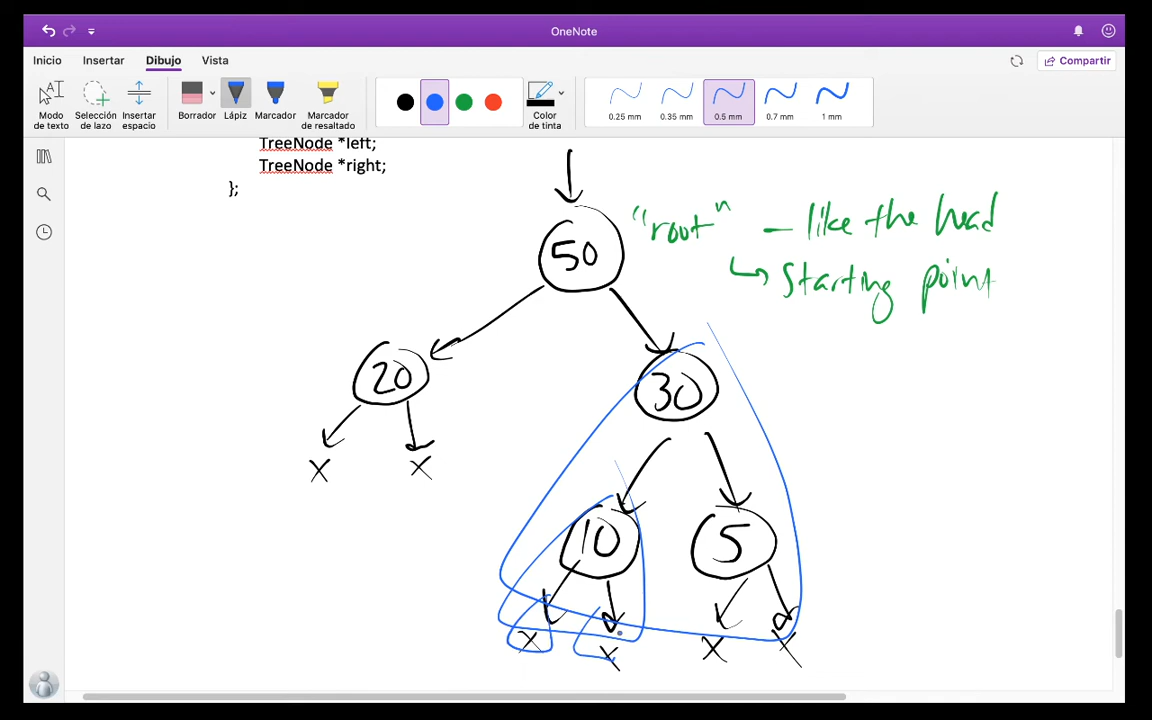 OneNote
Inicio Insertar Dibujo Vista Compartir
Modo de texto
Selección de lazo
Insertar espacio
Borrador
Lápiz
Marcador
Marcador de resaltado
Color de tinta
0.25 mm 0.35 mm 0.5 mm 0.7 mm 1 mm
TreeNode *left;
TreeNode *right;
};
50 "root" – like the head
↳ Starting point
20 30
X X
10 5
X X X X